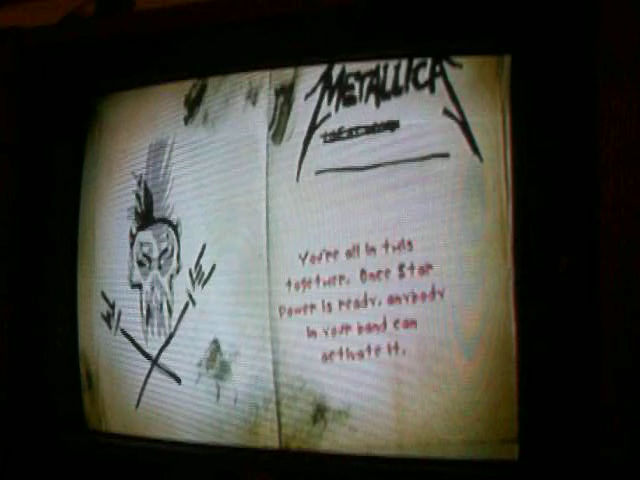 METALLICA
You're all in this
together. Once Star
Power is ready, anybody
in your band can
activate it.